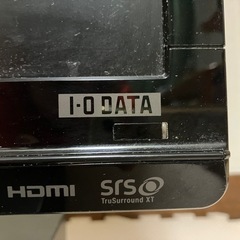 I-O DATA
HDMI
SRS
TruSurround XT